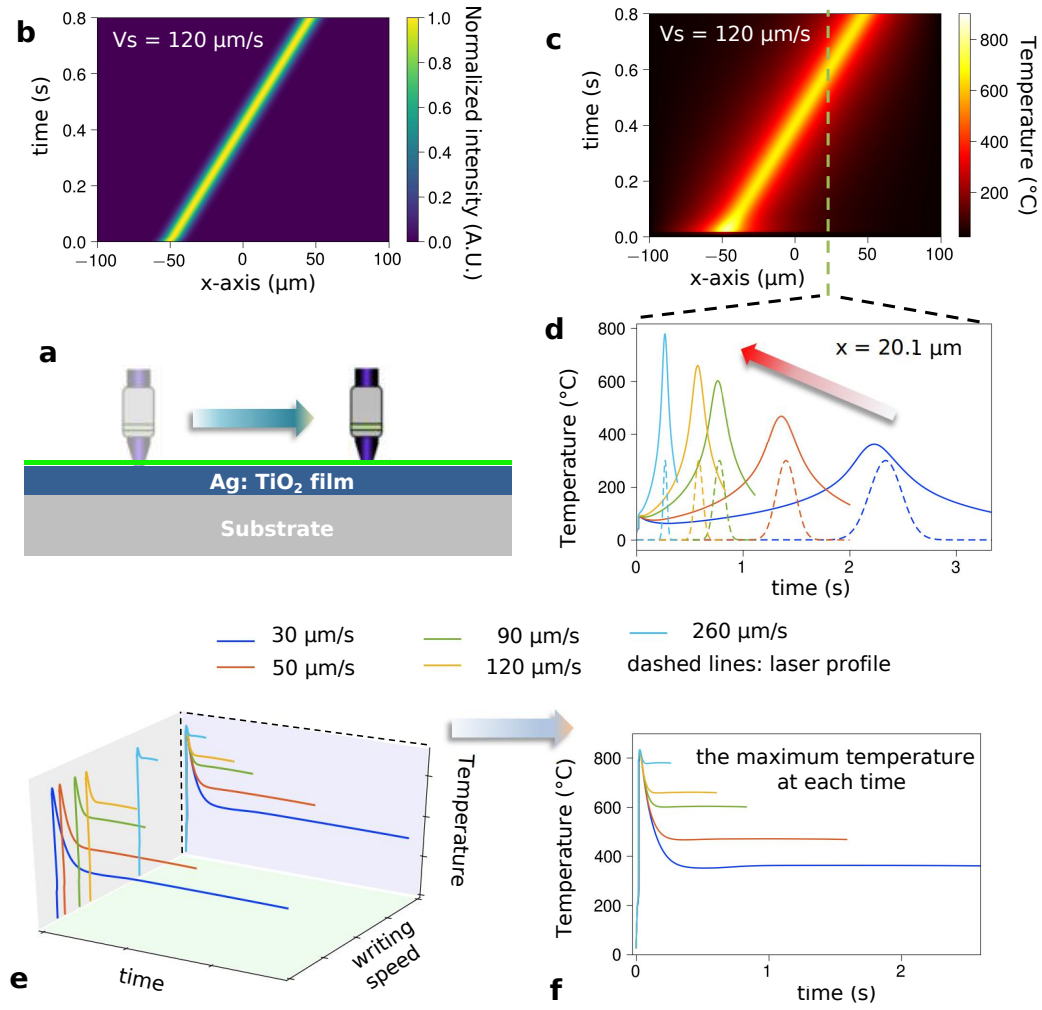 b
Vs = 120 µm/s
time (s)
0.8
0.6
0.4
0.2
0.0
−100
−50
0
50
100
x-axis (µm)
1.0
0.8
0.6
0.4
0.2
0.0
Normalized intensity (A.U.)
c
Vs = 120 µm/s
time (s)
0.8
0.6
0.4
0.2
0.0
−100
−50
0
50
100
x-axis (µm)
800
600
400
200
Temperature (°C)
a
Ag: TiO₂ film
Substrate
d
x = 20.1 µm
Temperature (°C)
800
600
400
200
0
0
1
2
3
time (s)
30 µm/s
90 µm/s
260 µm/s
50 µm/s
120 µm/s
dashed lines: laser profile
e
Temperature
writing
speed
time
f
the maximum temperature
at each time
Temperature (°C)
800
600
400
200
0
0
1
2
time (s)